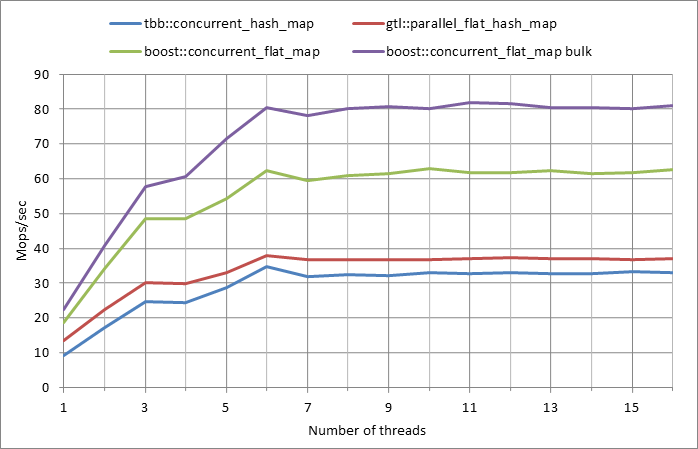 tbb::concurrent_hash_map gtl::parallel_flat_hash_map
boost::concurrent_flat_map boost::concurrent_flat_map bulk
90
80
70
60
50
40
30
20
10
0
Mops/sec
1 3 5 7 9 11 13 15
Number of threads